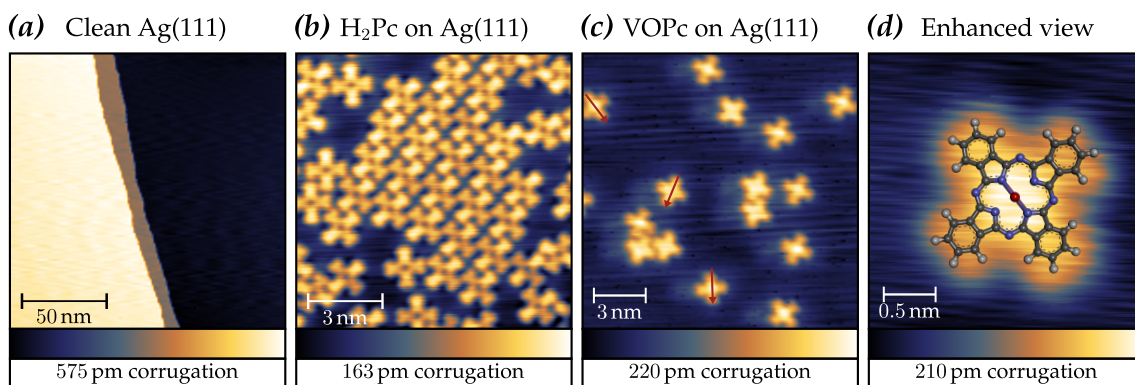 (a) Clean Ag(111)
(b) H₂Pc on Ag(111)
(c) VOPc on Ag(111)
(d) Enhanced view
50 nm
3 nm
3 nm
0.5 nm
575 pm corrugation
163 pm corrugation
220 pm corrugation
210 pm corrugation